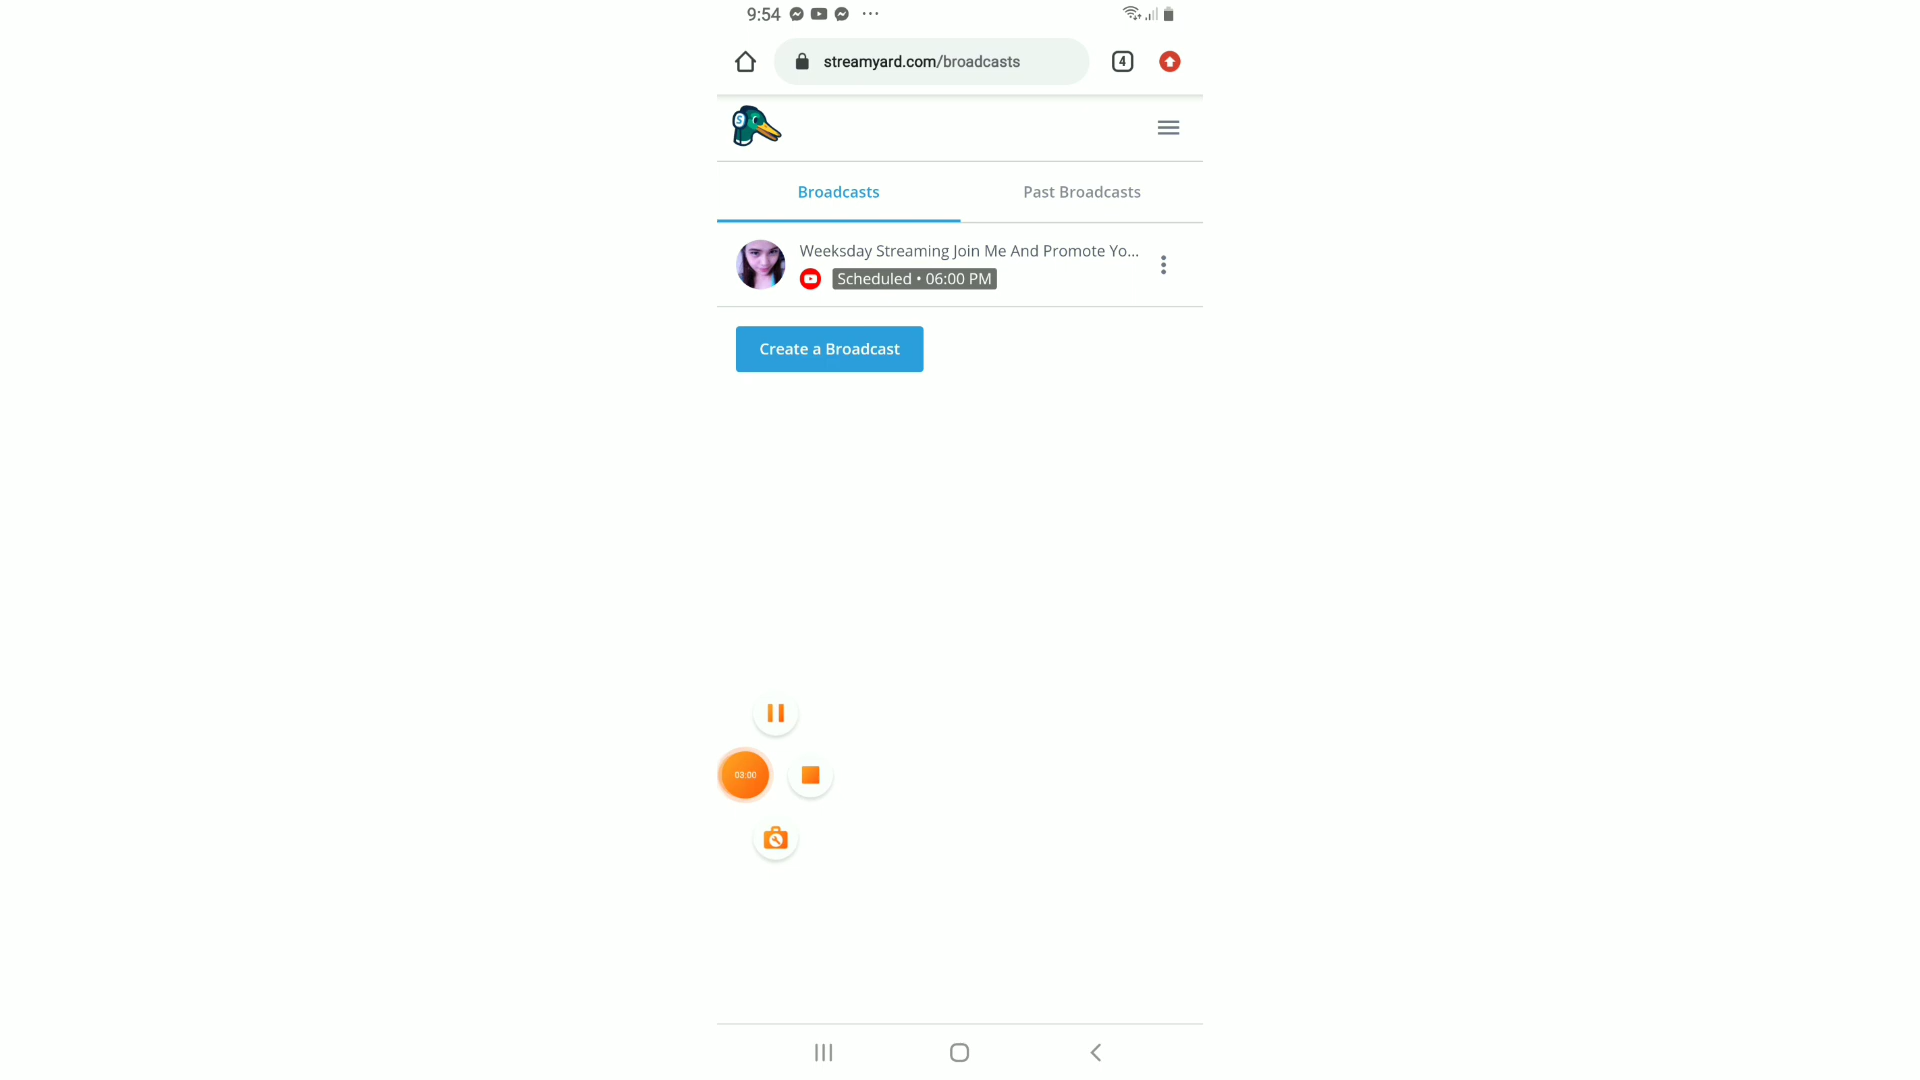 9:54
streamyard.com/broadcasts
4
S
Broadcasts
Past Broadcasts
Weeksday Streaming Join Me And Promote Yo...
Scheduled • 06:00 PM
Create a Broadcast
03:00